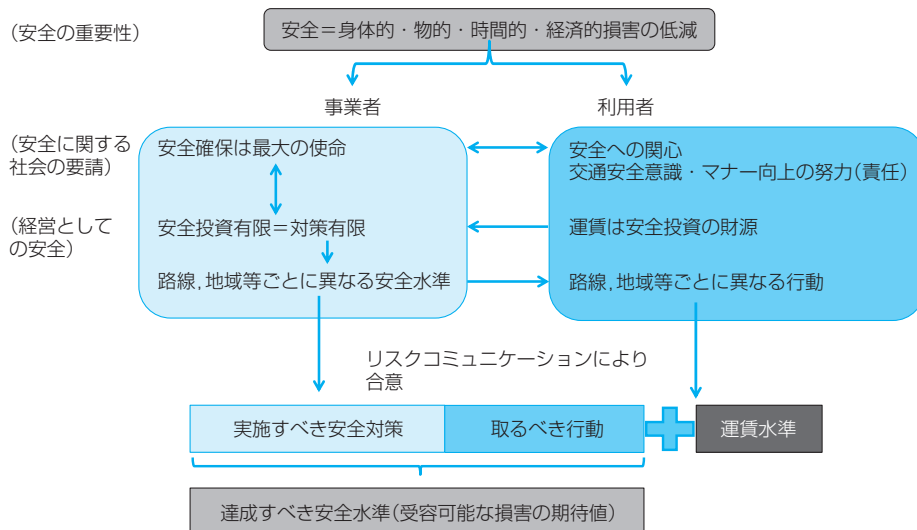 (安全の重要性)
安全＝身体的・物的・時間的・経済的損害の低減
事業者
利用者
(安全に関する
社会の要請)
安全確保は最大の使命
安全への関心
交通安全意識・マナー向上の努力(責任)
(経営として
の安全)
安全投資有限＝対策有限
運賃は安全投資の財源
路線,地域等ごとに異なる安全水準
路線,地域等ごとに異なる行動
リスクコミュニケーションにより
合意
実施すべき安全対策
取るべき行動
運賃水準
達成すべき安全水準(受容可能な損害の期待値)